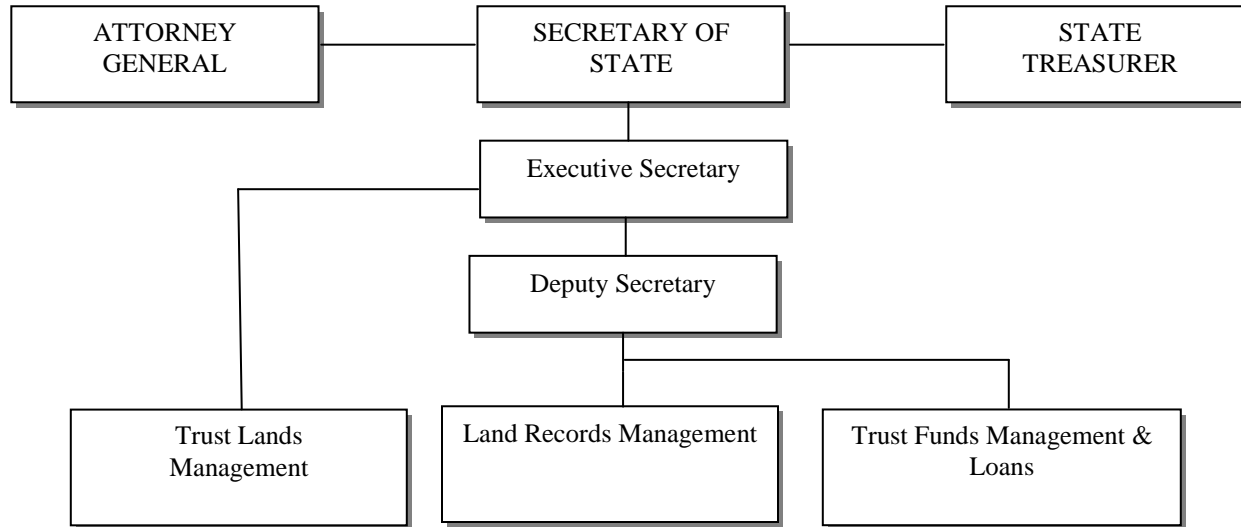 ATTORNEY
GENERAL
SECRETARY OF
STATE
STATE
TREASURER
Executive Secretary
Deputy Secretary
Trust Lands
Management
Land Records Management
Trust Funds Management &
Loans